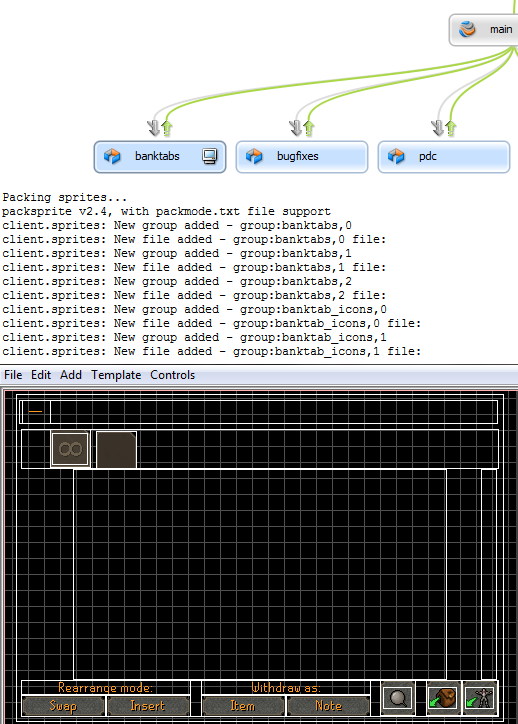 main
banktabs bugfixes pdc
Packing sprites...
packsprite v2.4, with packmode.txt file support
client.sprites: New group added - group:banktabs,0
client.sprites: New file added - group:banktabs,0 file:
client.sprites: New group added - group:banktabs,1
client.sprites: New file added - group:banktabs,1 file:
client.sprites: New group added - group:banktabs,2
client.sprites: New file added - group:banktabs,2 file:
client.sprites: New group added - group:banktab_icons,0
client.sprites: New file added - group:banktab_icons,0 file:
client.sprites: New group added - group:banktab_icons,1
client.sprites: New file added - group:banktab_icons,1 file:
File Edit Add Template Controls
Rearrange mode: Withdraw as:
Swap Insert Item Note